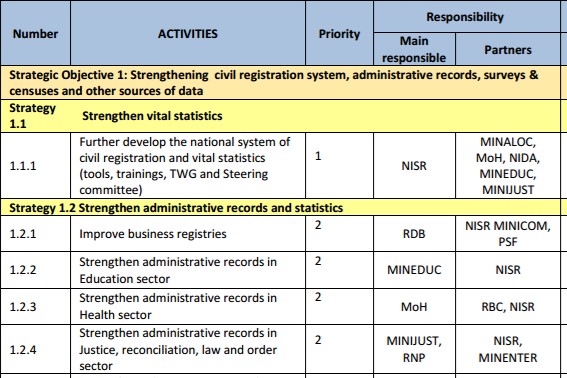 Number ACTIVITIES Priority Responsibility
Main responsible Partners
Strategic Objective 1: Strengthening civil registration system, administrative records, surveys &
censuses and other sources of data
Strategy 1.1 Strengthen vital statistics
1.1.1 Further develop the national system of
civil registration and vital statistics
(tools, trainings, TWG and Steering
committee)
1
NISR
MINALOC,
MoH, NIDA,
MINEDUC,
MINIJUST
Strategy 1.2 Strengthen administrative records and statistics
1.2.1 Improve business registries 2 RDB NISR MINICOM,
PSF
1.2.2 Strengthen administrative records in
Education sector
2 MINEDUC NISR
1.2.3 Strengthen administrative records in
Health sector
2 MoH RBC, NISR
1.2.4 Strengthen administrative records in
Justice, reconciliation, law and order
sector
2
MINIJUST,
RNP
NISR,
MINENTER